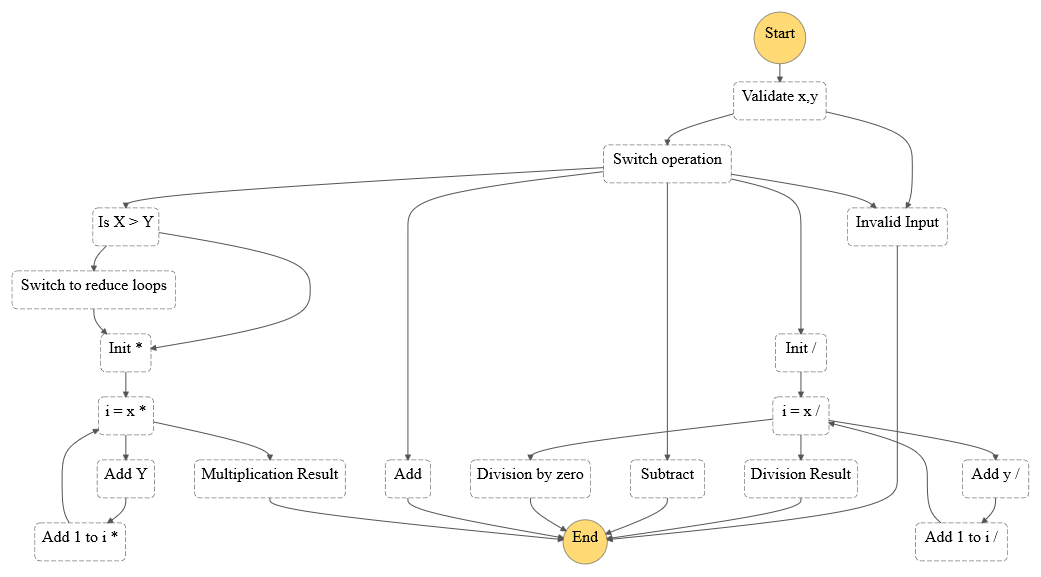 Start
Validate x,y
Switch operation
Is X > Y
Invalid Input
Switch to reduce loops
Init *
Init /
i = x *
i = x /
Add Y
Multiplication Result
Add
Division by zero
Subtract
Division Result
Add y /
Add 1 to i *
End
Add 1 to i /